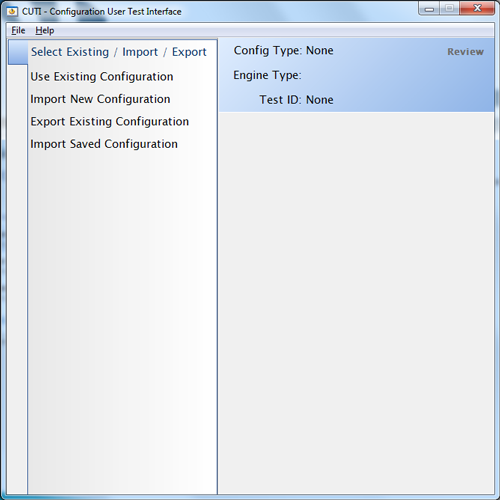 CUTI - Configuration User Test Interface
File Help
Select Existing / Import / Export
Use Existing Configuration
Import New Configuration
Export Existing Configuration
Import Saved Configuration
Config Type: None
Review
Engine Type:
Test ID: None